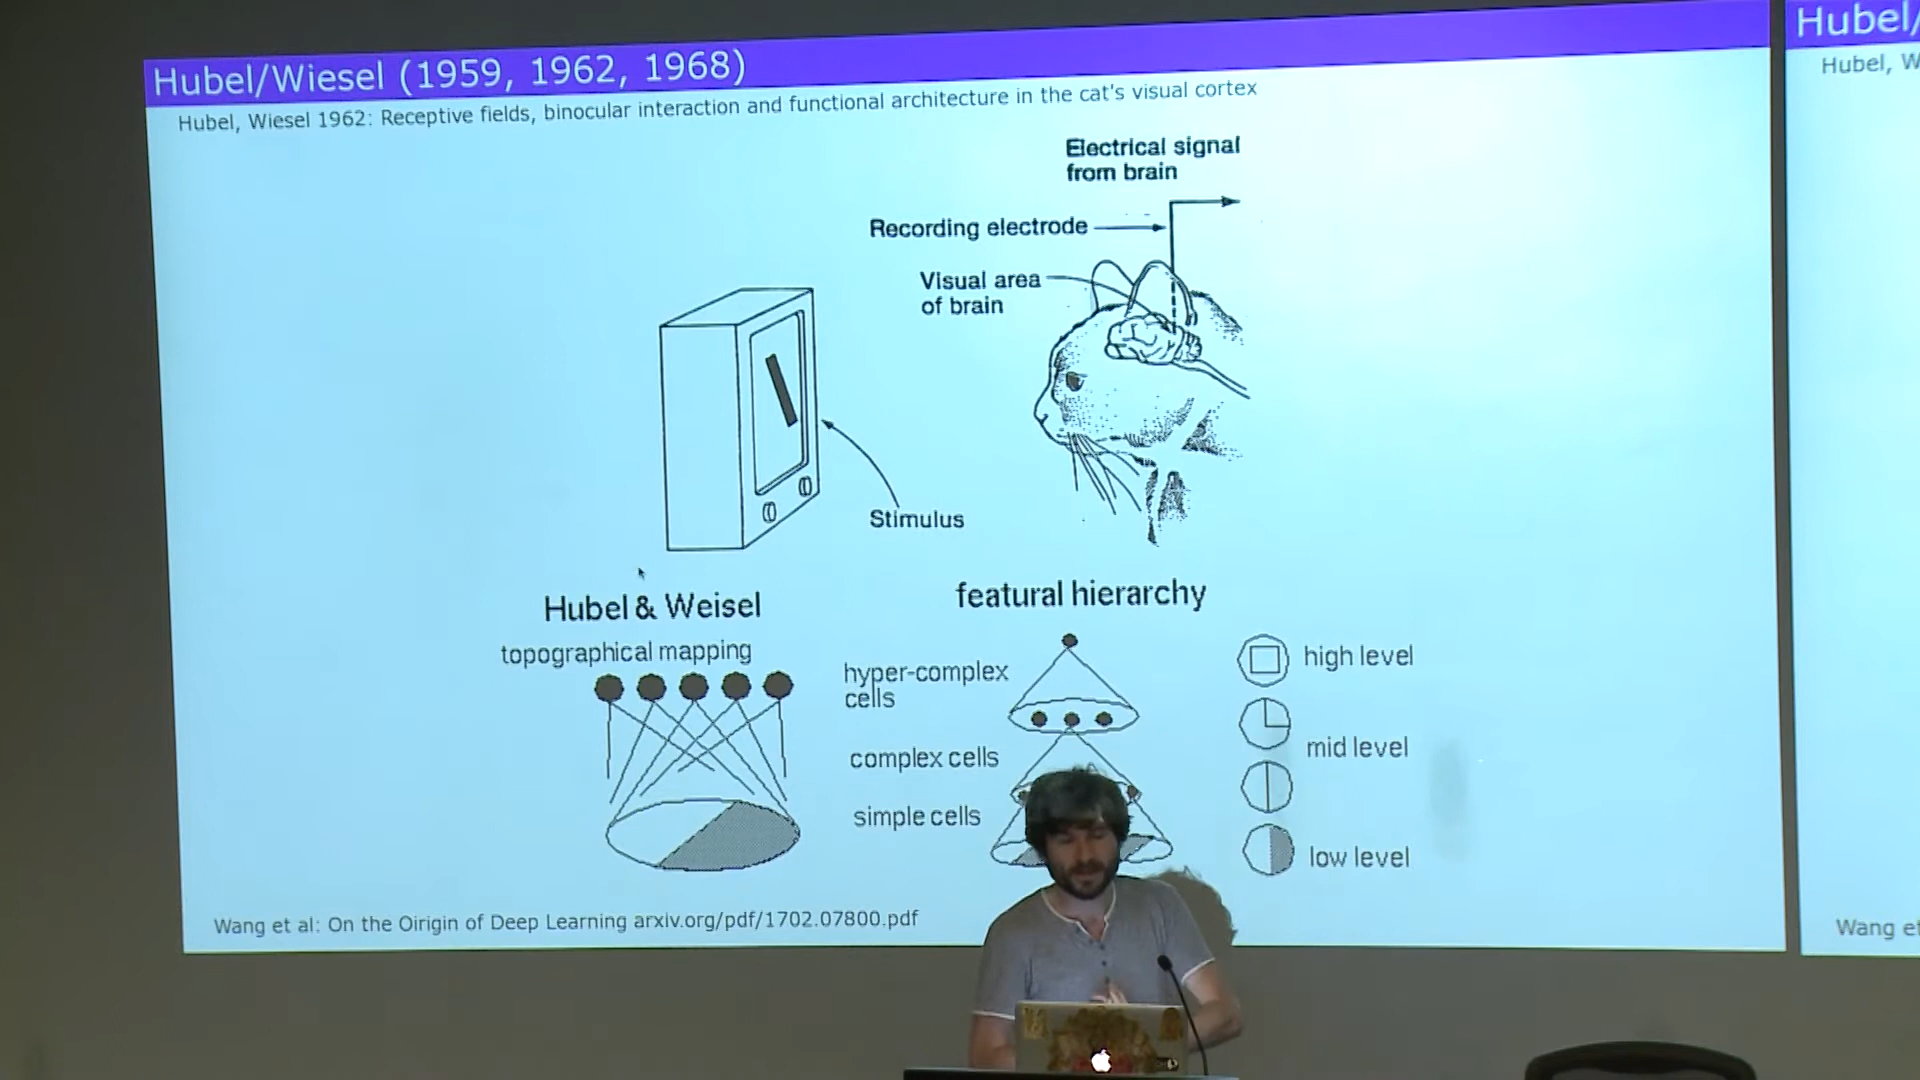 Hubel/Wiesel (1959, 1962, 1968)
Hubel, Wiesel 1962: Receptive fields, binocular interaction and functional architecture in the cat's visual cortex
Electrical signal
from brain
Recording electrode
Visual area
of brain
Stimulus
Hubel & Weisel
topographical mapping
featural hierarchy
hyper-complex
cells
complex cells
simple cells
high level
mid level
low level
Wang et al: On the Oirigin of Deep Learning arxiv.org/pdf/1702.07800.pdf
Hubel/
Hubel, W
Wang et